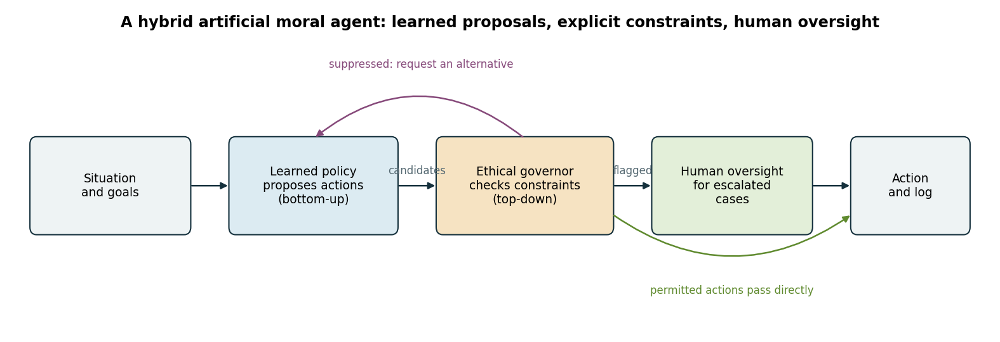 A hybrid artificial moral agent: learned proposals, explicit constraints, human oversight
suppressed: request an alternative
Situation
and goals
Learned policy
proposes actions
(bottom-up)
candidates
Ethical governor
checks constraints
(top-down)
flagged
Human oversight
for escalated
cases
Action
and log
permitted actions pass directly